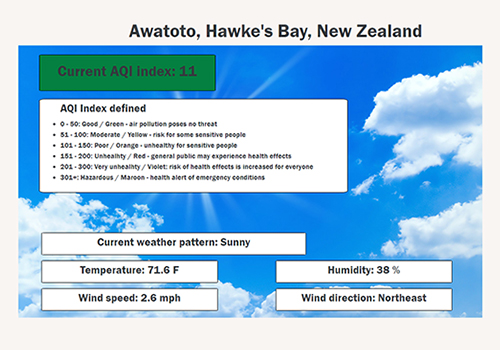 Awatoto, Hawke's Bay, New Zealand
Current AQI index: 11
AQI Index defined
• 0 - 50: Good / Green - air pollution poses no threat
• 51 - 100: Moderate / Yellow - risk for some sensitive people
• 101 - 150: Poor / Orange - unhealthy for sensitive people
• 151 - 200: Unhealhty / Red - general public may experience health effects
• 201 - 300: Very unhealthy / Violet: risk of health effects is increased for everyone
• 301+: Hazardous / Maroon - health alert of emergency conditions
Current weather pattern: Sunny
Temperature: 71.6 F
Humidity: 38 %
Wind speed: 2.6 mph
Wind direction: Northeast